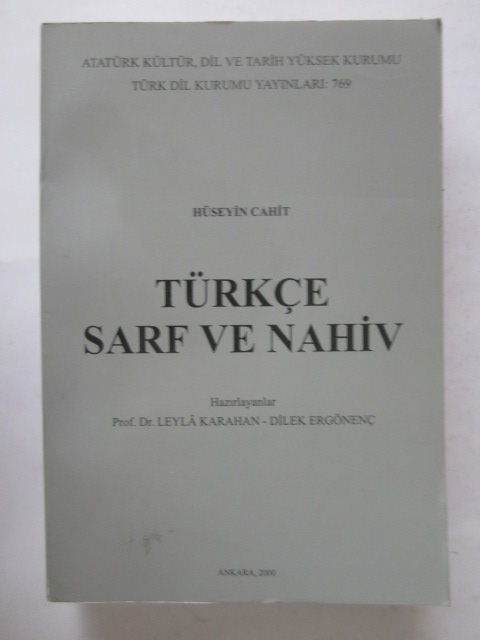 ATATÜRK KÜLTÜR, DİL VE TARİH YÜKSEK KURUMU
TÜRK DİL KURUMU YAYINLARI: 769
HÜSEYİN CAHİT
TÜRKÇE
SARF VE NAHİV
Hazırlayanlar
Prof. Dr. LEYLÂ KARAHAN - DİLEK ERGÖNENÇ
ANKARA, 2000